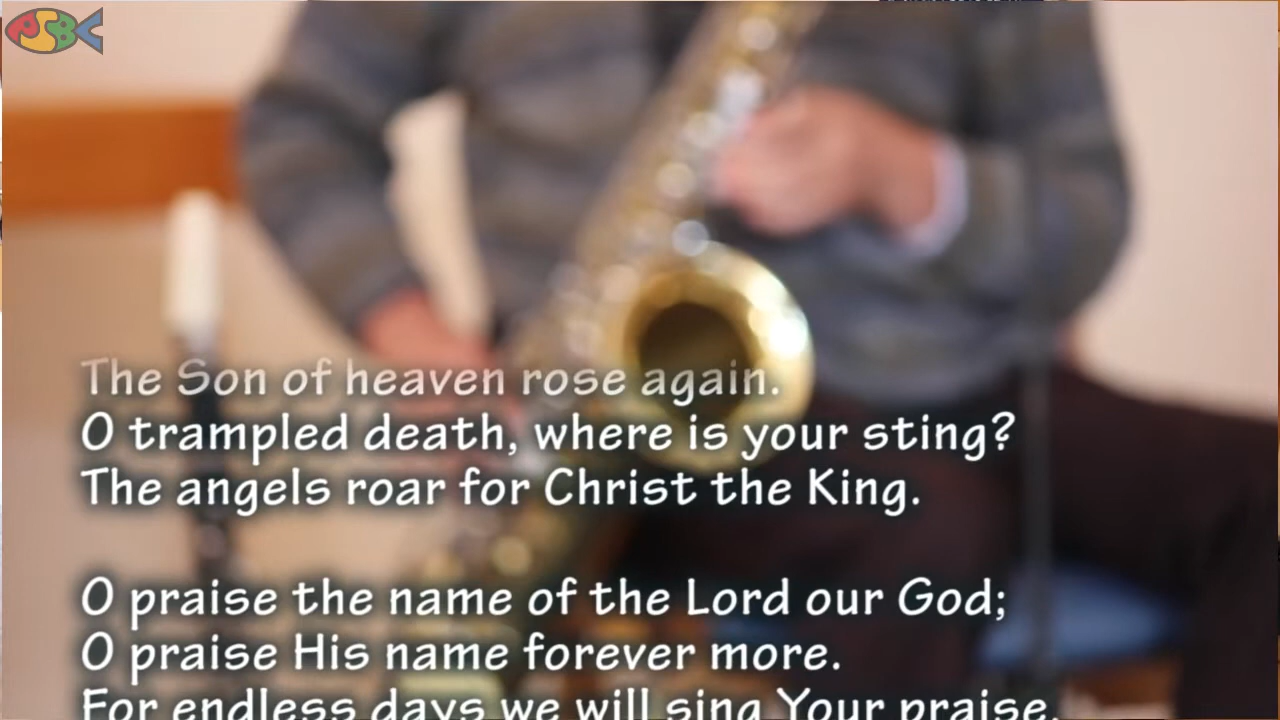 PSBC
The Son of heaven rose again.
O trampled death, where is your sting?
The angels roar for Christ the King.
O praise the name of the Lord our God;
O praise His name forever more.
For endless days we will sing Your praise,